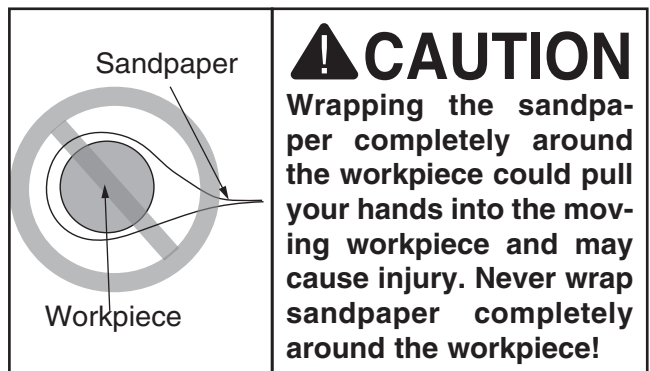 Sandpaper
Workpiece
CAUTION
Wrapping the sandpa-
per completely around
the workpiece could pull
your hands into the mov-
ing workpiece and may
cause injury. Never wrap
sandpaper completely
around the workpiece!